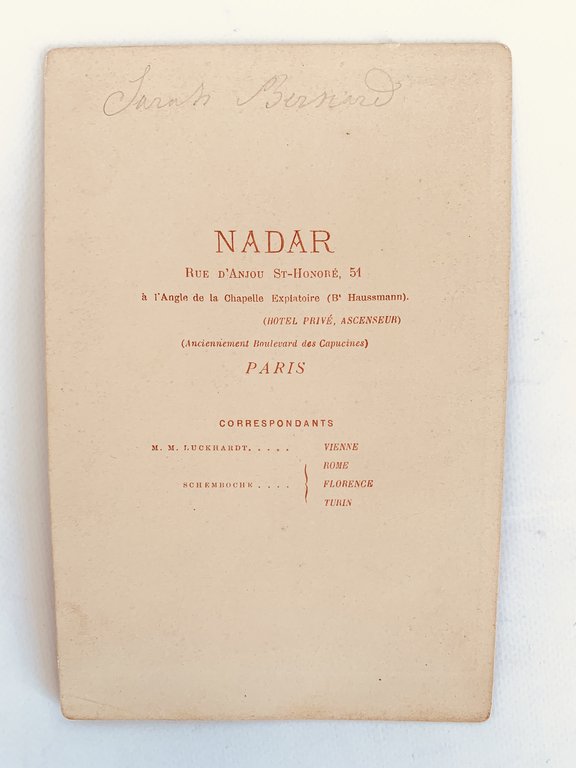 Sarah Bernard
NADAR
RUE D'ANJOU ST-HONORÉ, 51
à l'Angle de la Chapelle Expiatoire (Bt Haussmann).
(HOTEL PRIVÉ, ASCENSEUR)
(Anciennement Boulevard des Capucines)
PARIS
CORRESPONDANTS
M. M. LUCKHARDT. . . . . VIENNE
ROME
SCHEMBOCHE . . . . FLORENCE
TURIN